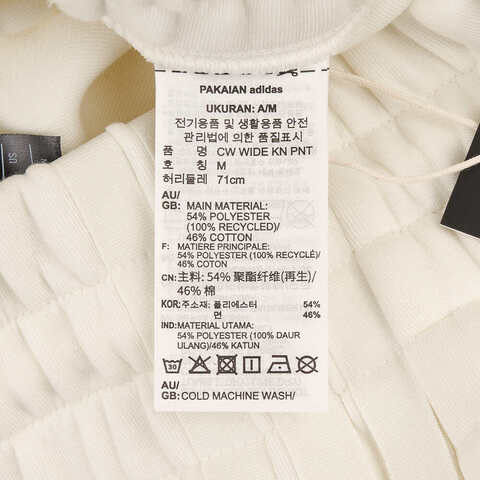 PAKAIAN adidas
UKURAN: A/M
전기용품 및 생활용품 안전
관리법에 의한 품질표시
품 명 CW WIDE KN PNT
호 칭 M
허리둘레 71cm
AU/
GB: MAIN MATERIAL:
54% POLYESTER
(100% RECYCLED)/
46% COTTON
F: MATIERE PRINCIPALE:
54% POLYESTER (100% RECYCLÉ)/
46% COTON
CN: 主料: 54% 聚酯纤维(再生)/
46% 棉
KOR: 주소재: 폴리에스터 54%
면 46%
IND: MATERIAL UTAMA:
54% POLYESTER (100% DAUR
ULANG)/46% KATUN
30
AU/
GB: COLD MACHINE WASH/